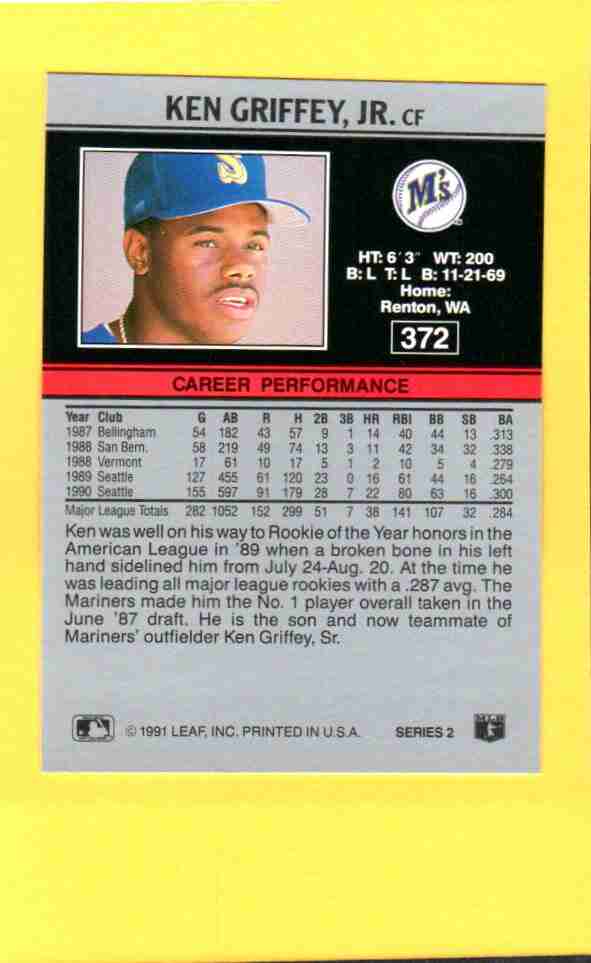 KEN GRIFFEY, JR. CF
S
M's
HT: 6'3" WT: 200
B: L T: L B: 11-21-69
Home:
Renton, WA
372
CAREER PERFORMANCE
Year Club G AB R H 2B 3B HR RBI BB SB BA
1987 Bellingham 54 182 43 57 9 1 14 40 44 13 .313
1988 San Bern. 58 219 49 74 13 3 11 42 34 32 .338
1988 Vermont 17 61 10 17 5 1 2 10 5 4 .279
1989 Seattle 127 455 61 120 23 0 16 61 44 16 .264
1990 Seattle 155 597 91 179 28 7 22 80 63 16 .300
Major League Totals 282 1052 152 299 51 7 38 141 107 32 .284
Ken was well on his way to Rookie of the Year honors in the
American League in '89 when a broken bone in his left
hand sidelined him from July 24-Aug. 20. At the time he
was leading all major league rookies with a .287 avg. The
Mariners made him the No. 1 player overall taken in the
June '87 draft. He is the son and now teammate of
Mariners' outfielder Ken Griffey, Sr.
© 1991 LEAF, INC. PRINTED IN U.S.A. SERIES 2